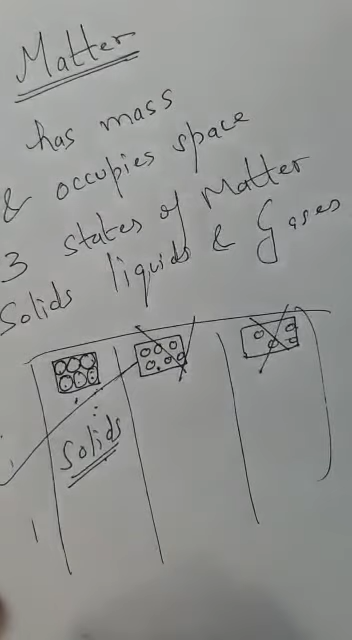 Matter
has mass
& occupies space
3 states of Matter
Solids liquids & Gases
Solids